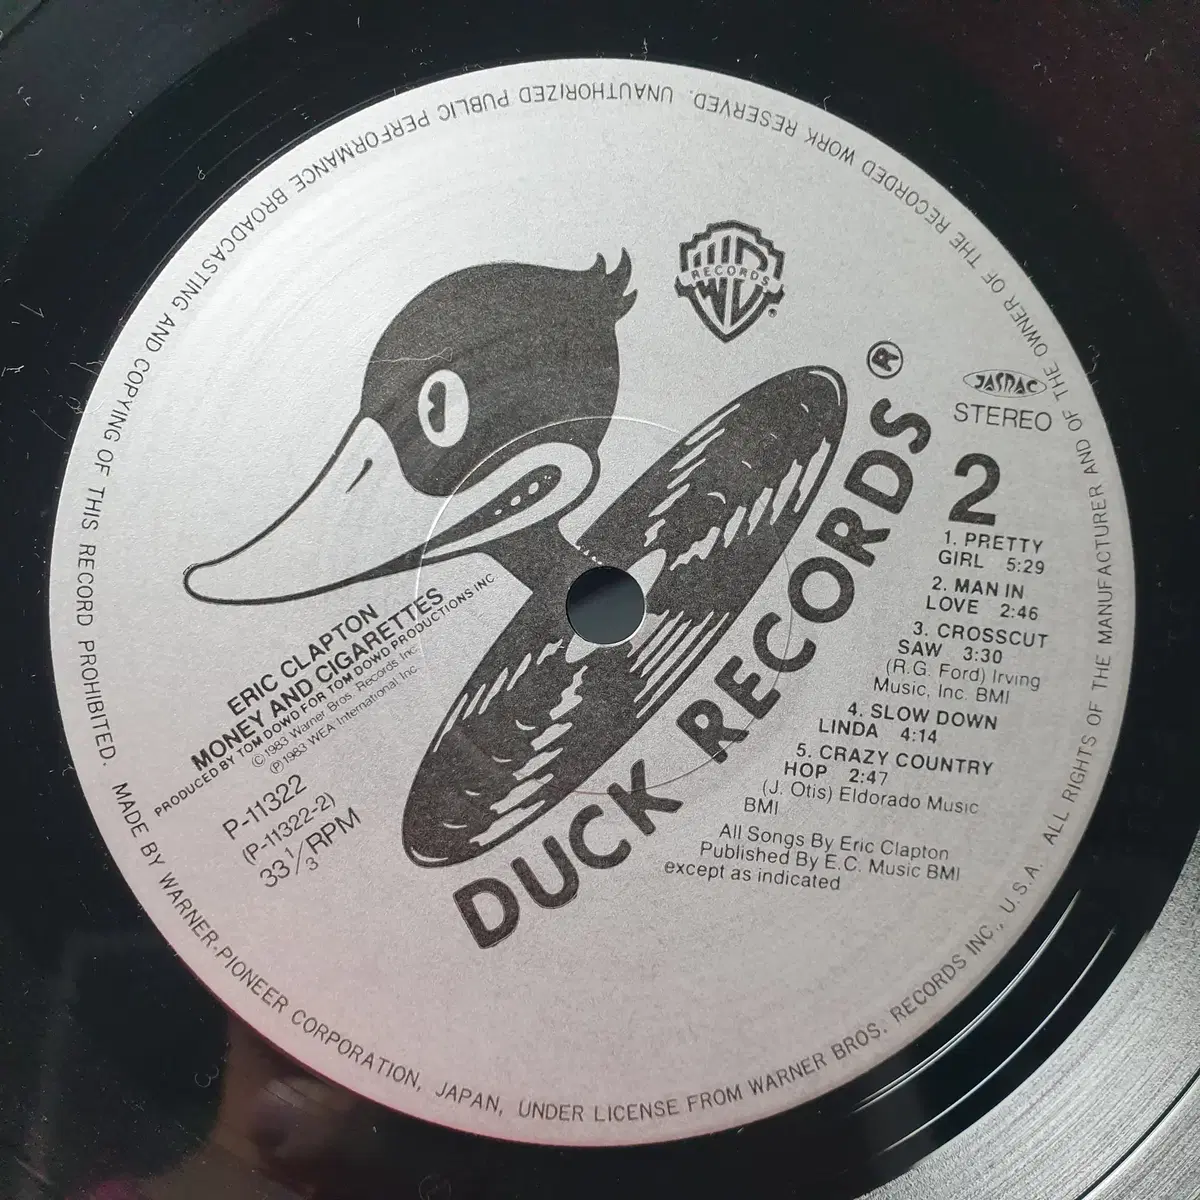 W B
RECORDS
®
JASRAC
STEREO
2
1. PRETTY
GIRL 5:29
2. MAN IN
LOVE 2:46
3. CROSSCUT
SAW 3:30
(R.G. Ford) Irving
Music, Inc. BMI
4. SLOW DOWN
LINDA 4:14
5. CRAZY COUNTRY
HOP 2:47
(J. Otis) Eldorado Music
BMI
All Songs By Eric Clapton
Published By E.C. Music BMI
except as indicated
DUCK RECORDS®
ERIC CLAPTON
MONEY AND CIGARETTES
PRODUCED BY TOM DOWD FOR TOM DOWD PRODUCTIONS INC
©1983 Warner Bros. Records Inc.
℗1983 WEA International, Inc.
P-11322
(P-11322-2)
33 1/3 RPM
MADE BY WARNER-PIONEER CORPORATION, JAPAN, UNDER LICENSE FROM WARNER BROS. RECORDS INC., U.S.A. ALL RIGHTS OF THE MANUFACTURER AND OF THE OWNER OF THE RECORDED WORK RESERVED. UNAUTHORIZED PUBLIC PERFORMANCE BROADCASTING AND COPYING OF THIS RECORD PROHIBITED.